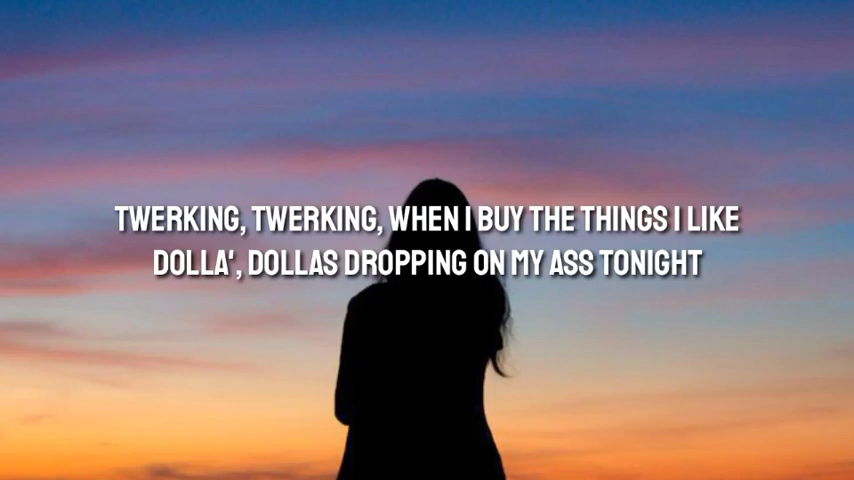 TWERKING, TWERKING, WHEN I BUY THE THINGS I LIKE
DOLLA', DOLLAS DROPPING ON MY ASS TONIGHT